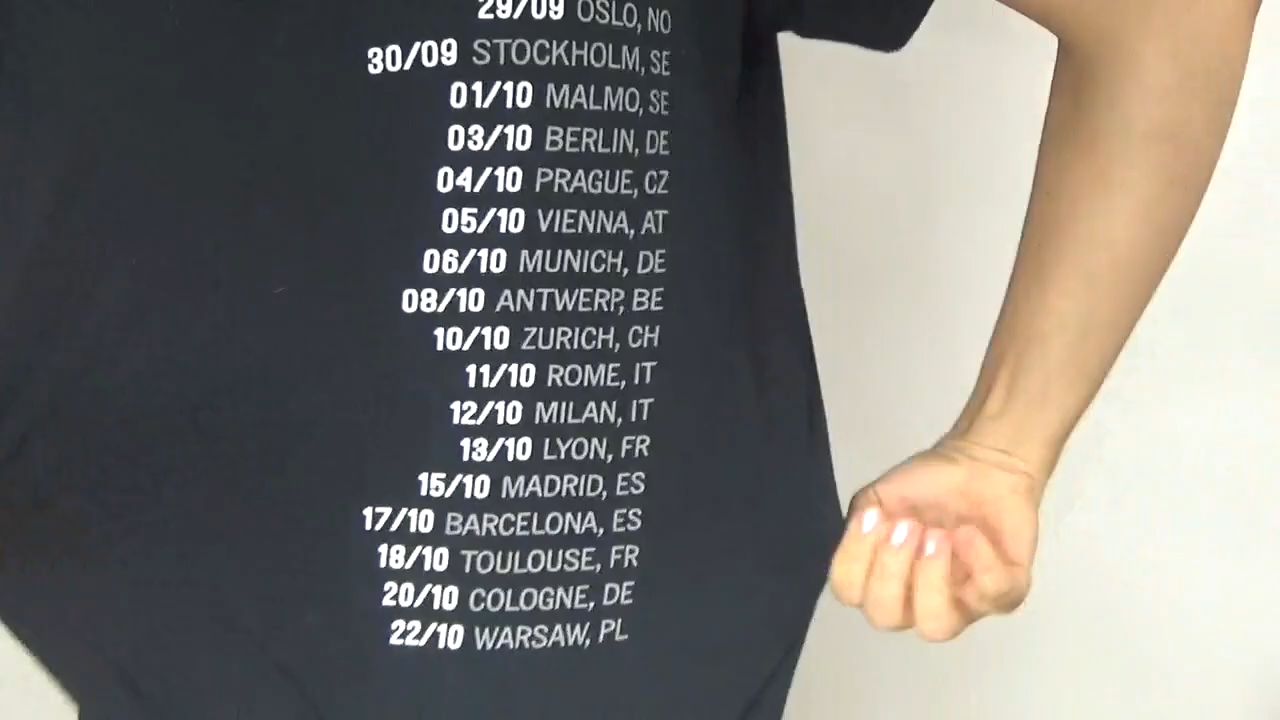 29/09 OSLO, NO
30/09 STOCKHOLM, SE
01/10 MALMO, SE
03/10 BERLIN, DE
04/10 PRAGUE, CZ
05/10 VIENNA, AT
06/10 MUNICH, DE
08/10 ANTWERP, BE
10/10 ZURICH, CH
11/10 ROME, IT
12/10 MILAN, IT
13/10 LYON, FR
15/10 MADRID, ES
17/10 BARCELONA, ES
18/10 TOULOUSE, FR
20/10 COLOGNE, DE
22/10 WARSAW, PL